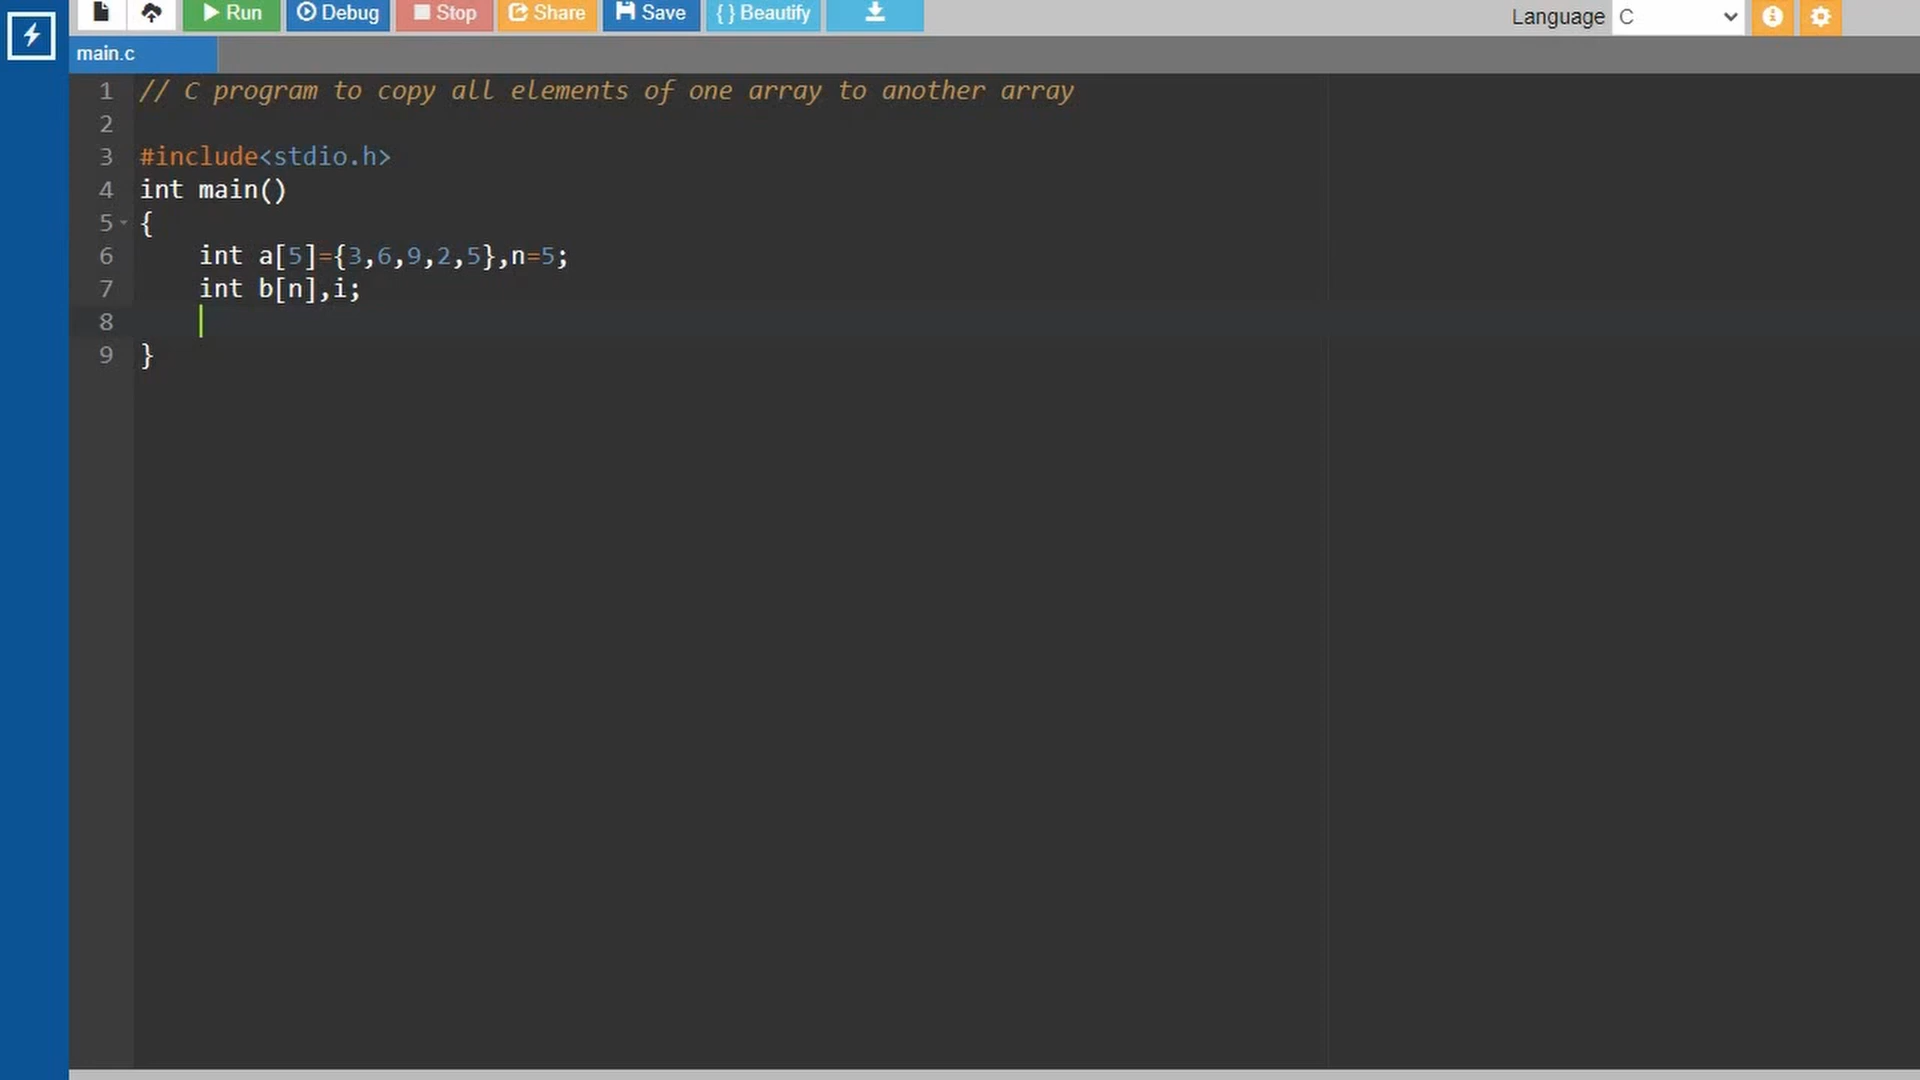 Run Debug Stop Share Save {} Beautify Language C
main.c
1 // C program to copy all elements of one array to another array
2
3 #include<stdio.h>
4 int main()
5 {
6     int a[5]={3,6,9,2,5},n=5;
7     int b[n],i;
8
9 }